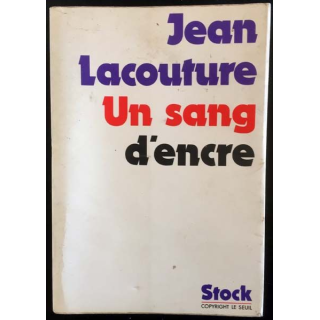 Jean
Lacouture
Un sang
d'encre
Stock
COPYRIGHT LE SEUIL